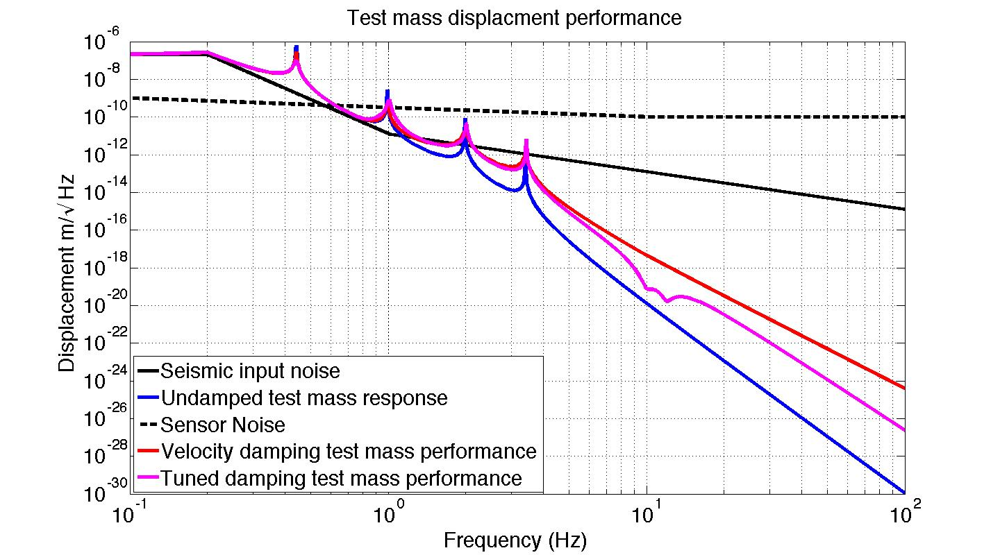 Test mass displacment performance
10^-6
10^-8
10^-10
10^-12
10^-14
10^-16
10^-18
10^-20
10^-22
10^-24
10^-26
10^-28
10^-30
Displacement m/√ Hz
Seismic input noise
Undamped test mass response
Sensor Noise
Velocity damping test mass performance
Tuned damping test mass performance
10^-1 10^0 10^1 10^2
Frequency (Hz)